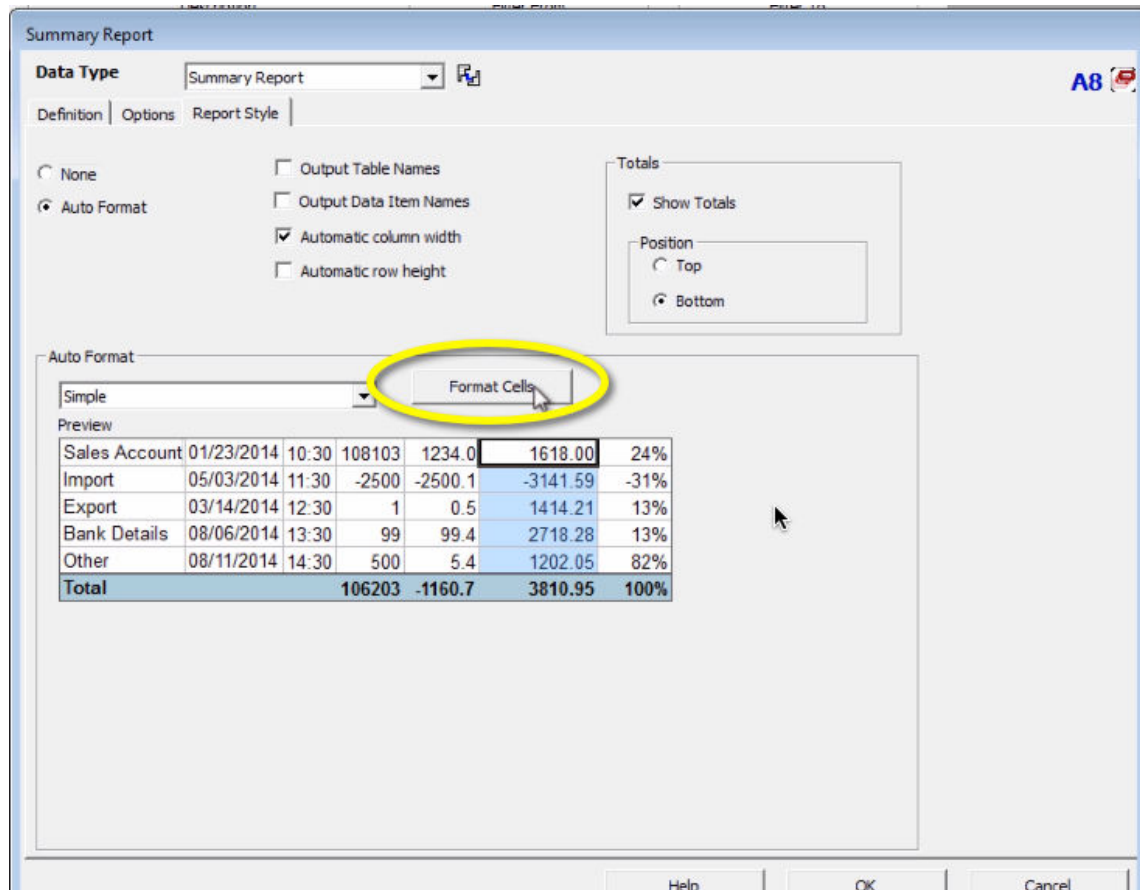 Description Filter From Filter To
Summary Report
Data Type Summary Report A8
Definition Options Report Style
None Output Table Names Totals
Auto Format Output Data Item Names Show Totals
Automatic column width Position
Automatic row height Top
Bottom
Auto Format
Simple Format Cells
Preview
Sales Account 01/23/2014 10:30 108103 1234.0 1618.00 24%
Import 05/03/2014 11:30 -2500 -2500.1 -3141.59 -31%
Export 03/14/2014 12:30 1 0.5 1414.21 13%
Bank Details 08/06/2014 13:30 99 99.4 2718.28 13%
Other 08/11/2014 14:30 500 5.4 1202.05 82%
Total 106203 -1160.7 3810.95 100%
Help OK Cancel